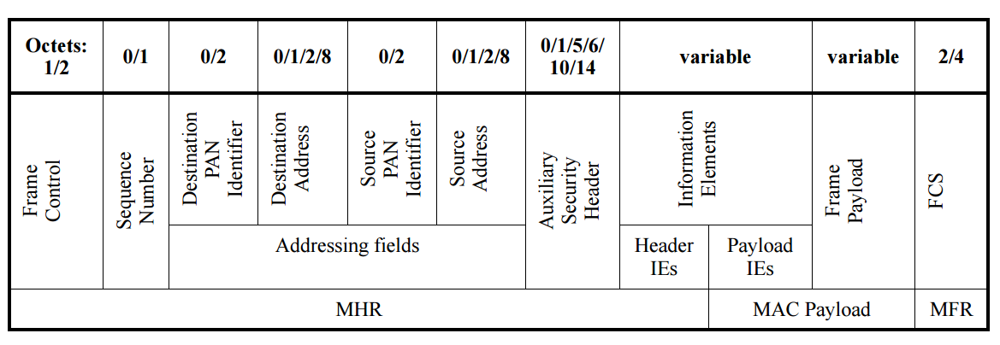 Octets:
1/2
0/1
0/2
0/1/2/8
0/2
0/1/2/8
0/1/5/6/
10/14
variable
variable
2/4
Frame
Control
Sequence
Number
Destination
PAN
Identifier
Destination
Address
Source
PAN
Identifier
Source
Address
Auxiliary
Security
Header
Information
Elements
Frame
Payload
FCS
Addressing fields
Header
IEs
Payload
IEs
MHR
MAC Payload
MFR